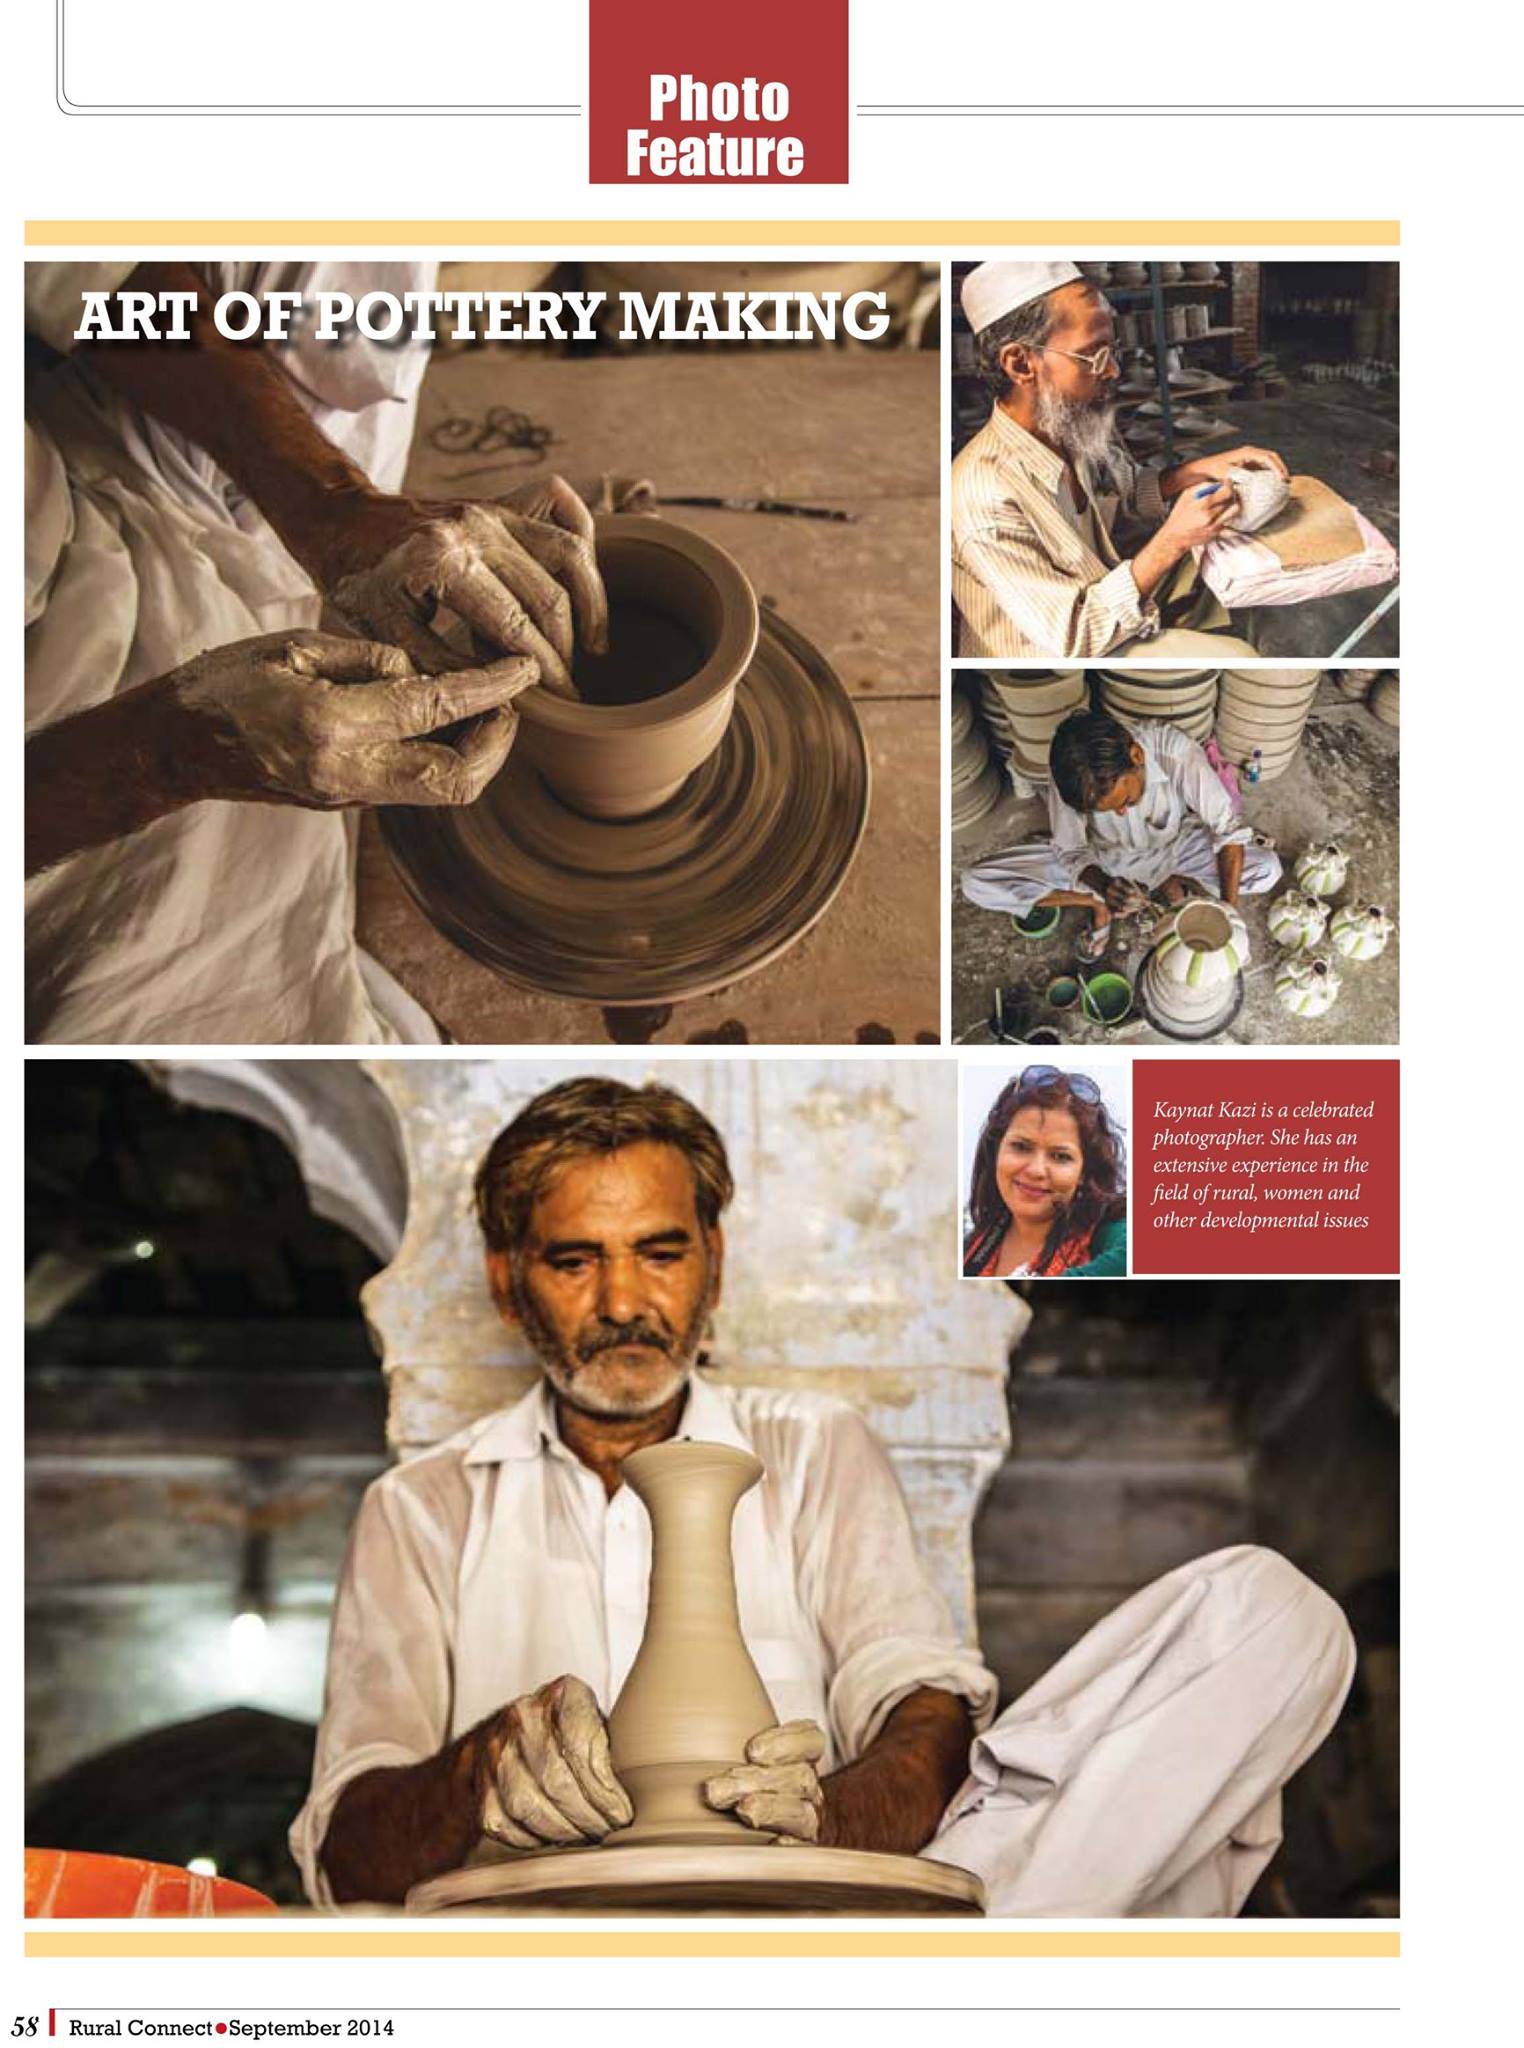 Photo
Feature
ART OF POTTERY MAKING
Kaynat Kazi is a celebrated
photographer. She has an
extensive experience in the
field of rural, women and
other developmental issues
58 Rural Connect●September 2014